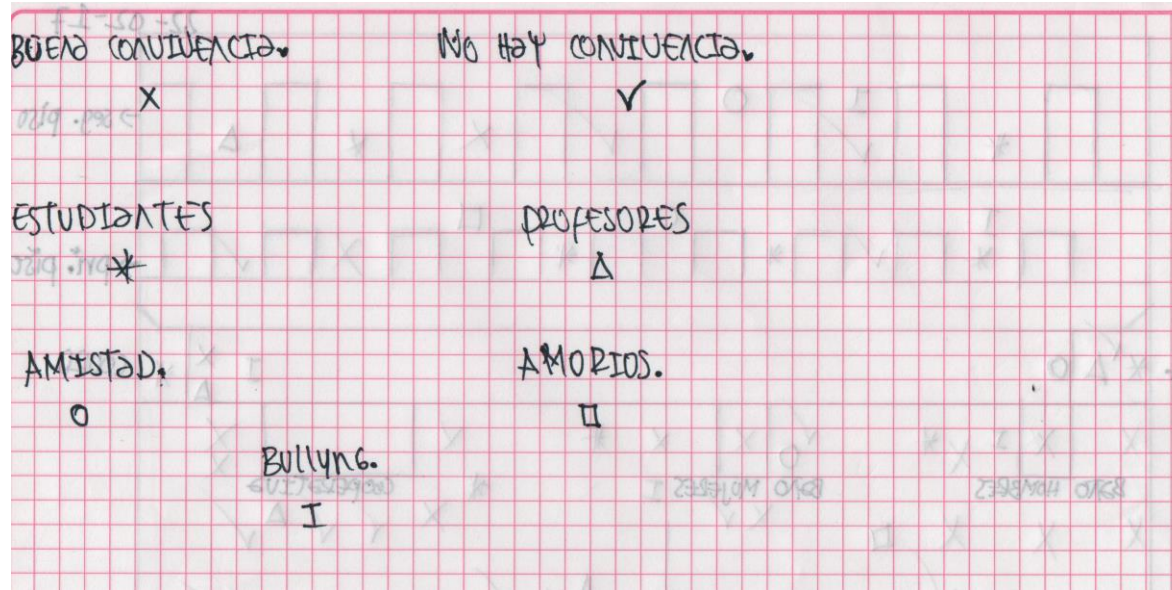 BUENA CONVIVENCIA. NO HAY CONVIVENCIA.
X √
ESTUDIANTES PROFESORES
* Δ
AMISTAD. AMORIOS.
O □
Bullyng.
I